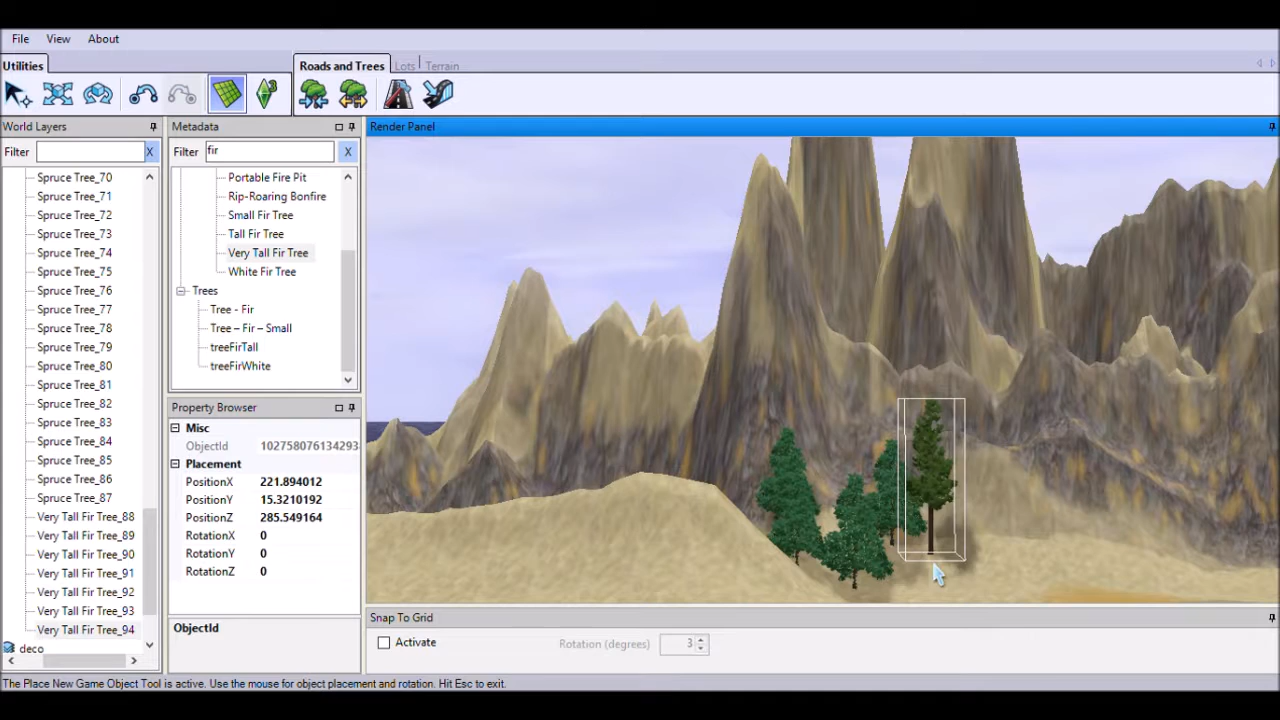 File View About
Utilities
Roads and Trees Lots Terrain
World Layers
Filter X
Spruce Tree_70
Spruce Tree_71
Spruce Tree_72
Spruce Tree_73
Spruce Tree_74
Spruce Tree_75
Spruce Tree_76
Spruce Tree_77
Spruce Tree_78
Spruce Tree_79
Spruce Tree_80
Spruce Tree_81
Spruce Tree_82
Spruce Tree_83
Spruce Tree_84
Spruce Tree_85
Spruce Tree_86
Spruce Tree_87
Very Tall Fir Tree_88
Very Tall Fir Tree_89
Very Tall Fir Tree_90
Very Tall Fir Tree_91
Very Tall Fir Tree_92
Very Tall Fir Tree_93
Very Tall Fir Tree_94
deco
Metadata
Filter fir X
Portable Fire Pit
Rip-Roaring Bonfire
Small Fir Tree
Tall Fir Tree
Very Tall Fir Tree
White Fir Tree
Trees
Tree - Fir
Tree – Fir – Small
treeFirTall
treeFirWhite
Property Browser
Misc
ObjectId 102758076134293
Placement
PositionX 221.894012
PositionY 15.3210192
PositionZ 285.549164
RotationX 0
RotationY 0
RotationZ 0
ObjectId
Render Panel
Snap To Grid
Activate Rotation (degrees) 3
The Place New Game Object Tool is active. Use the mouse for object placement and rotation. Hit Esc to exit.